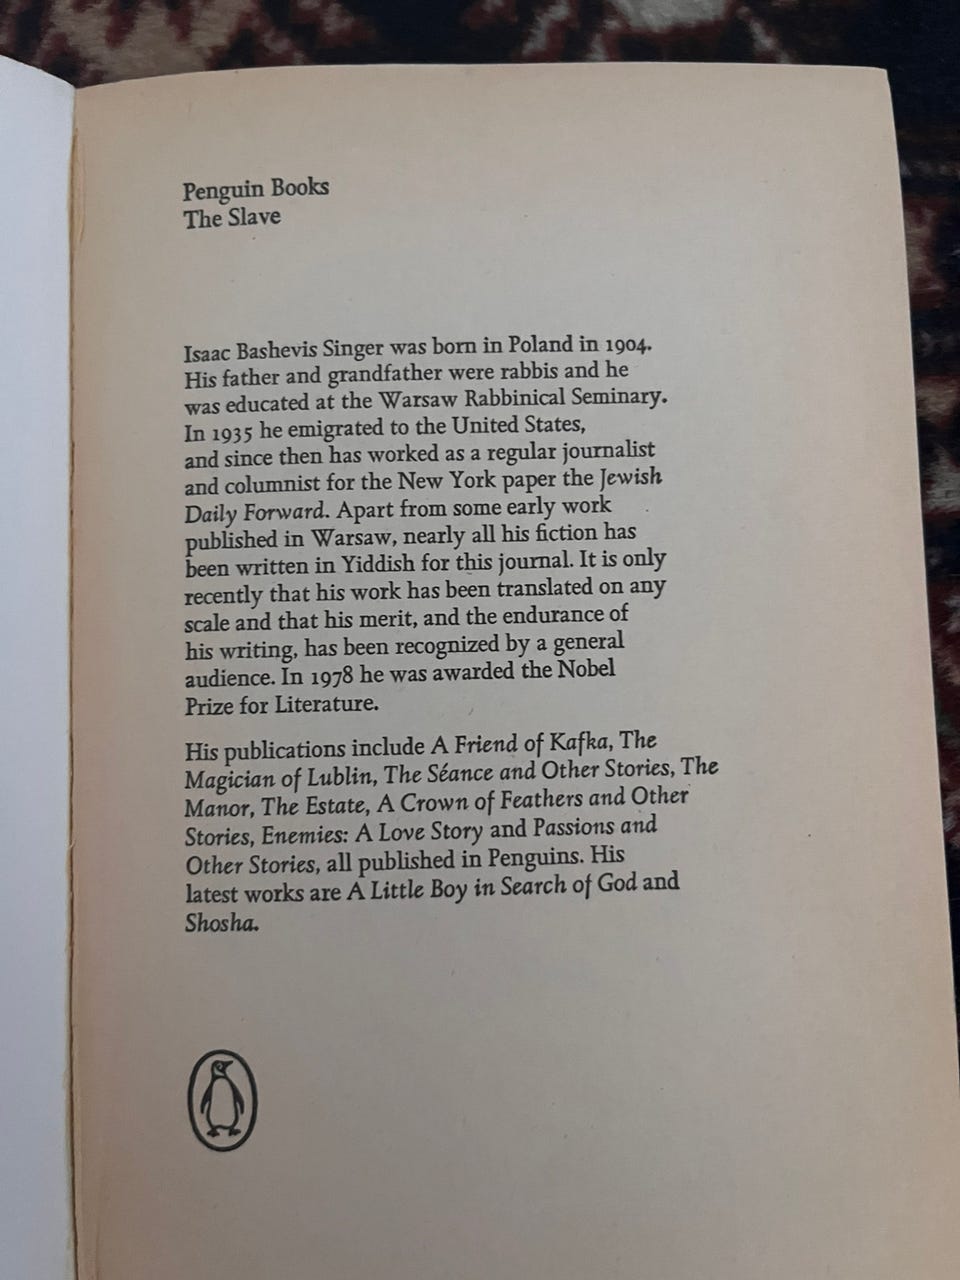 Penguin Books
The Slave
Isaac Bashevis Singer was born in Poland in 1904.
His father and grandfather were rabbis and he
was educated at the Warsaw Rabbinical Seminary.
In 1935 he emigrated to the United States,
and since then has worked as a regular journalist
and columnist for the New York paper the Jewish
Daily Forward. Apart from some early work
published in Warsaw, nearly all his fiction has
been written in Yiddish for this journal. It is only
recently that his work has been translated on any
scale and that his merit, and the endurance of
his writing, has been recognized by a general
audience. In 1978 he was awarded the Nobel
Prize for Literature.
His publications include A Friend of Kafka, The
Magician of Lublin, The Séance and Other Stories, The
Manor, The Estate, A Crown of Feathers and Other
Stories, Enemies: A Love Story and Passions and
Other Stories, all published in Penguins. His
latest works are A Little Boy in Search of God and
Shosha.